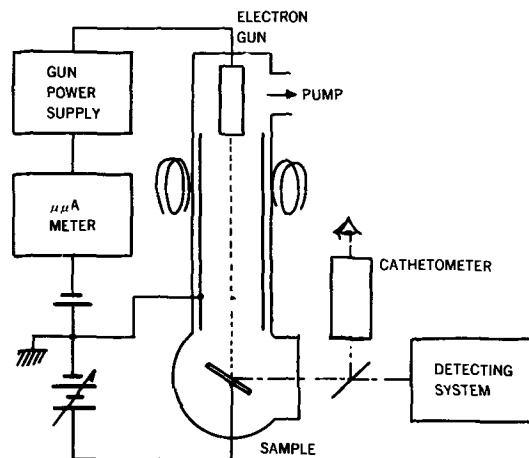 ELECTRON
GUN
GUN
POWER
SUPPLY
PUMP
μμA
METER
CATHETOMETER
DETECTING
SYSTEM
SAMPLE